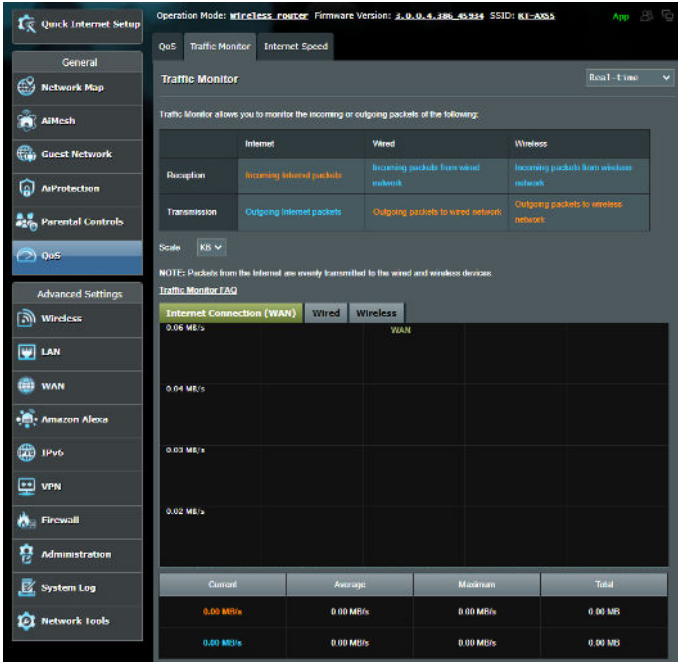 Operation Mode: Wireless router Firmware Version: 3.0.0.4.386_45934 SSID: RT-AX55 App
Quick Internet Setup
QoS Traffic Monitor Internet Speed
General
Network Map
AiMesh
Guest Network
AiProtection
Parental Controls
QoS
Advanced Settings
Wireless
LAN
WAN
Amazon Alexa
IPv6
VPN
Firewall
Administration
System Log
Network Tools
Traffic Monitor Real-time
Traffic Monitor allows you to monitor the incoming or outgoing packets of the following:
Internet Wired Wireless
Reception Incoming Internet packets Incoming packets from wired network Incoming packets from wireless network
Transmission Outgoing Internet packets Outgoing packets to wired network Outgoing packets to wireless network
Scale KB
NOTE: Packets from the Internet are evenly transmitted to the wired and wireless devices.
Traffic Monitor FAQ
Internet Connection (WAN) Wired Wireless
0.06 MB/s WAN
0.04 MB/s
0.03 MB/s
0.02 MB/s
Current Average Maximum Total
0.00 MB/s 0.00 MB/s 0.00 MB/s 0.00 MB
0.00 MB/s 0.00 MB/s 0.00 MB/s 0.00 MB